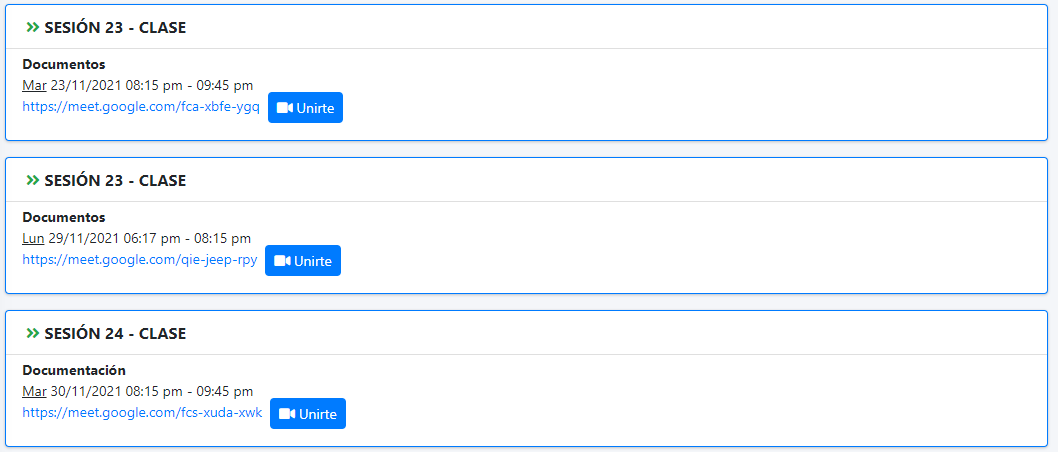 SESIÓN 23 - CLASE
Documentos
Mar 23/11/2021 08:15 pm - 09:45 pm
https://meet.google.com/fca-xbfe-ygq Unirte
SESIÓN 23 - CLASE
Documentos
Lun 29/11/2021 06:17 pm - 08:15 pm
https://meet.google.com/qie-jeep-rpy Unirte
SESIÓN 24 - CLASE
Documentación
Mar 30/11/2021 08:15 pm - 09:45 pm
https://meet.google.com/fcs-xuda-xwk Unirte